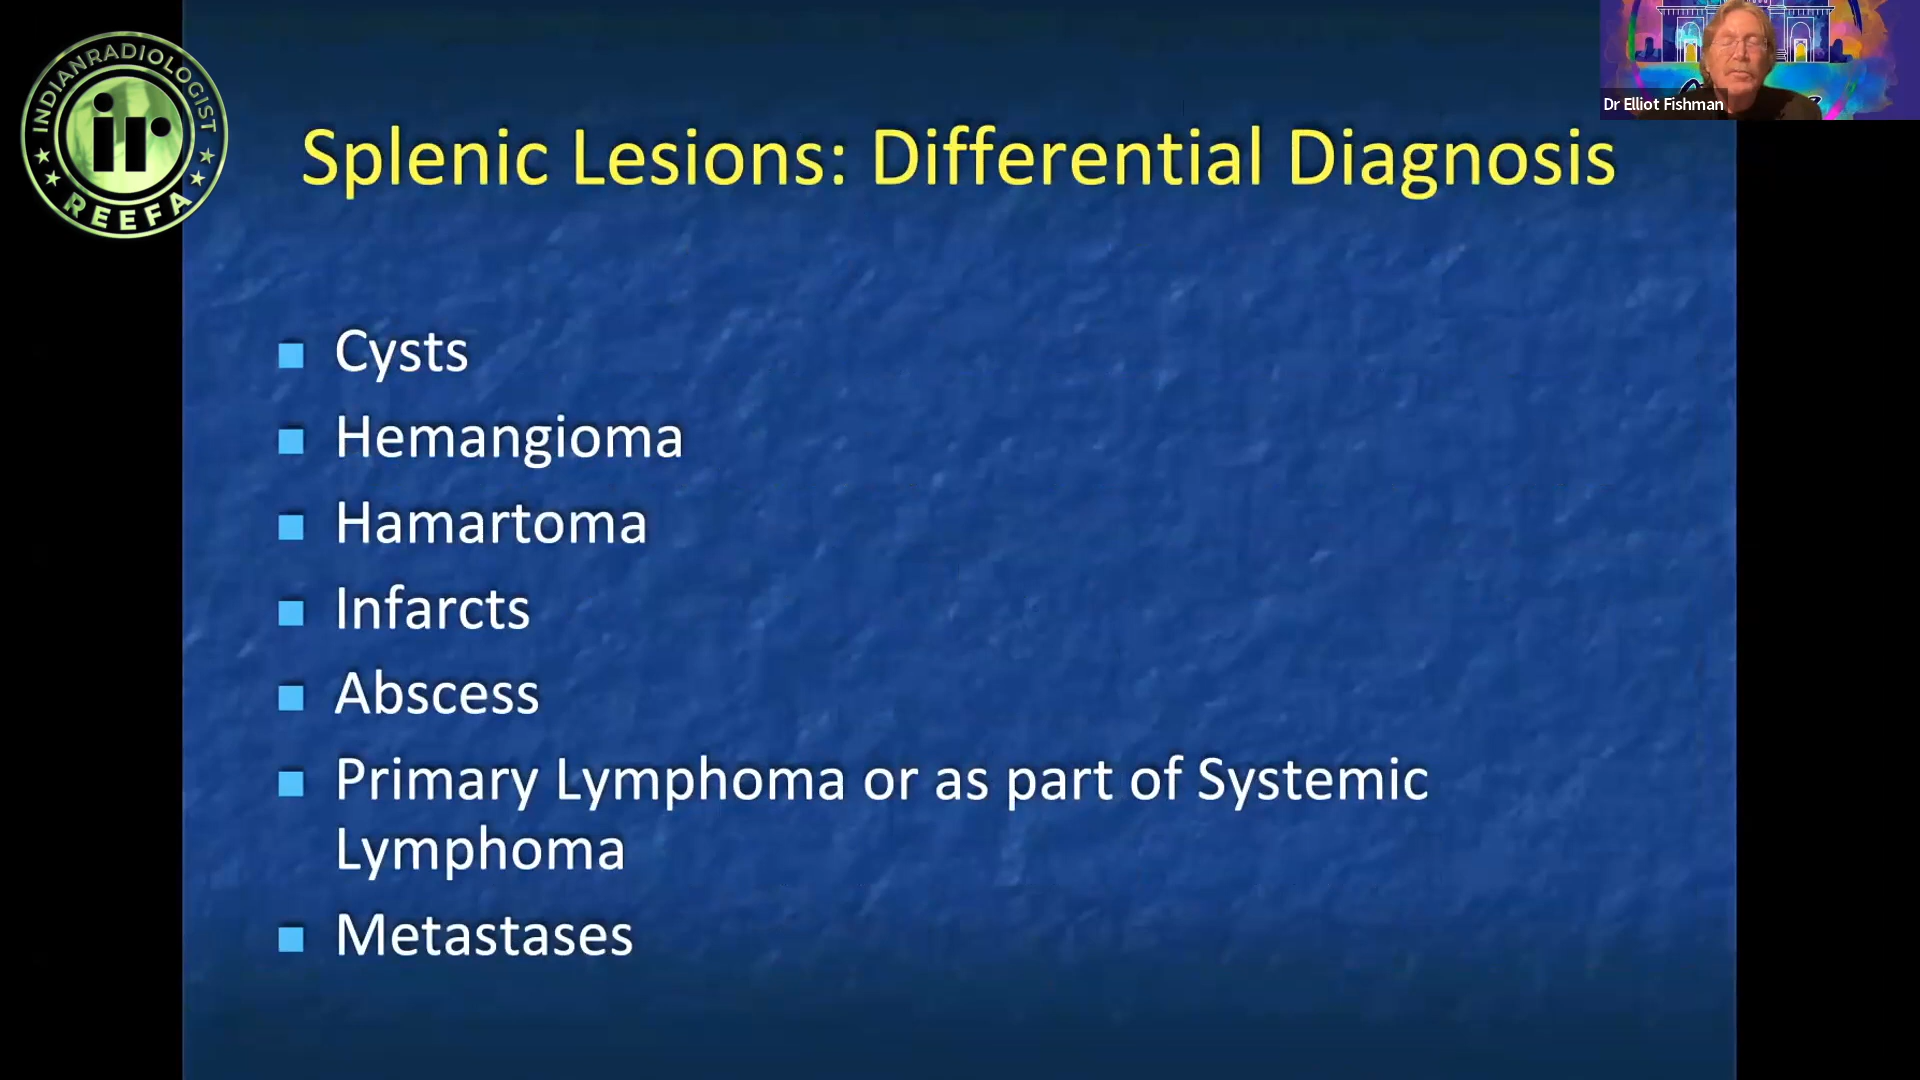 INDIANRADIOLOGIST
ir
REEFA
Dr Elliot Fishman
Splenic Lesions: Differential Diagnosis
Cysts
Hemangioma
Hamartoma
Infarcts
Abscess
Primary Lymphoma or as part of Systemic
Lymphoma
Metastases